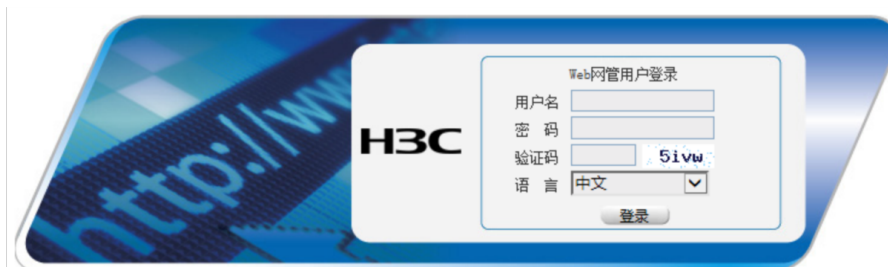 http://www.
H3C
Web网管用户登录
用户名
密 码
验证码 5ivw
语 言 中文
登录